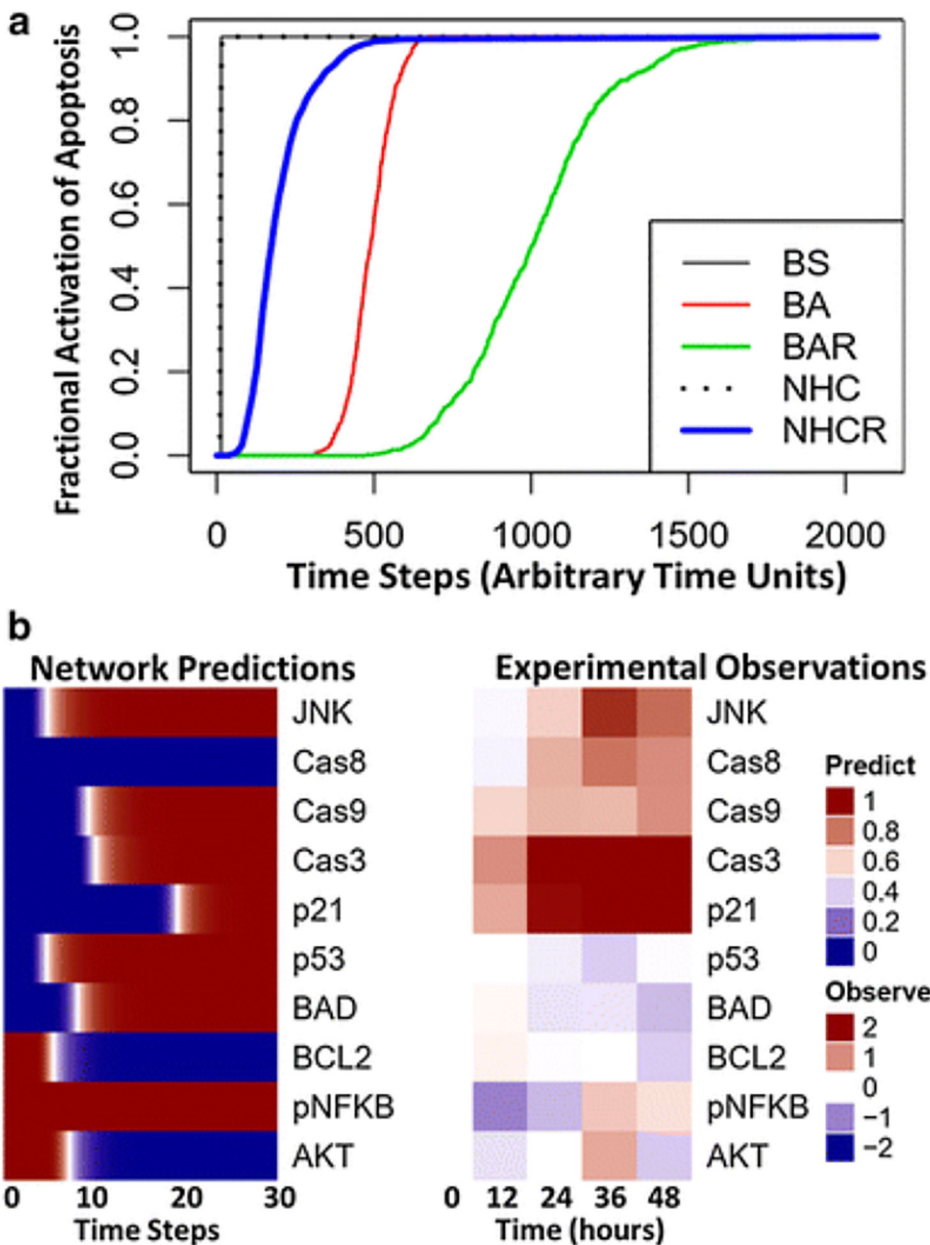 a
Fractional Activation of Apoptosis
1.0
0.8
0.6
0.4
0.2
0.0
BS
BA
BAR
NHC
NHCR
0 500 1000 1500 2000
Time Steps (Arbitrary Time Units)
b
Network Predictions
JNK
Cas8
Cas9
Cas3
p21
p53
BAD
BCL2
pNFKB
AKT
0 10 20 30
Time Steps
Experimental Observations
JNK
Cas8
Cas9
Cas3
p21
p53
BAD
BCL2
pNFKB
AKT
0 12 24 36 48
Time (hours)
Predict
1
0.8
0.6
0.4
0.2
0
Observe
2
1
0
−1
−2